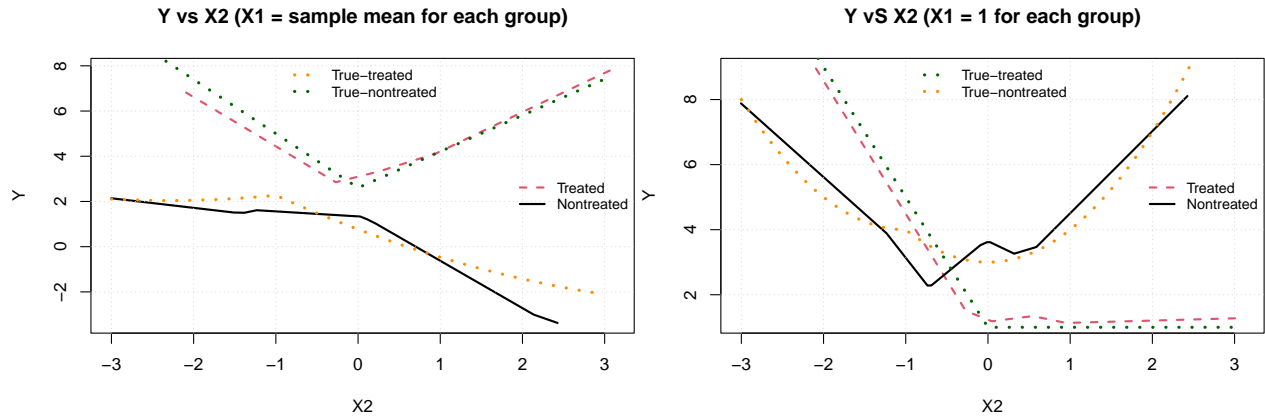 Y vs X2 (X1 = sample mean for each group)
True−treated
True−nontreated
Treated
Nontreated
8
6
4
2
0
−2
Y
−3 −2 −1 0 1 2 3
X2
Y vS X2 (X1 = 1 for each group)
True−treated
True−nontreated
Treated
Nontreated
8
6
4
2
Y
−3 −2 −1 0 1 2 3
X2